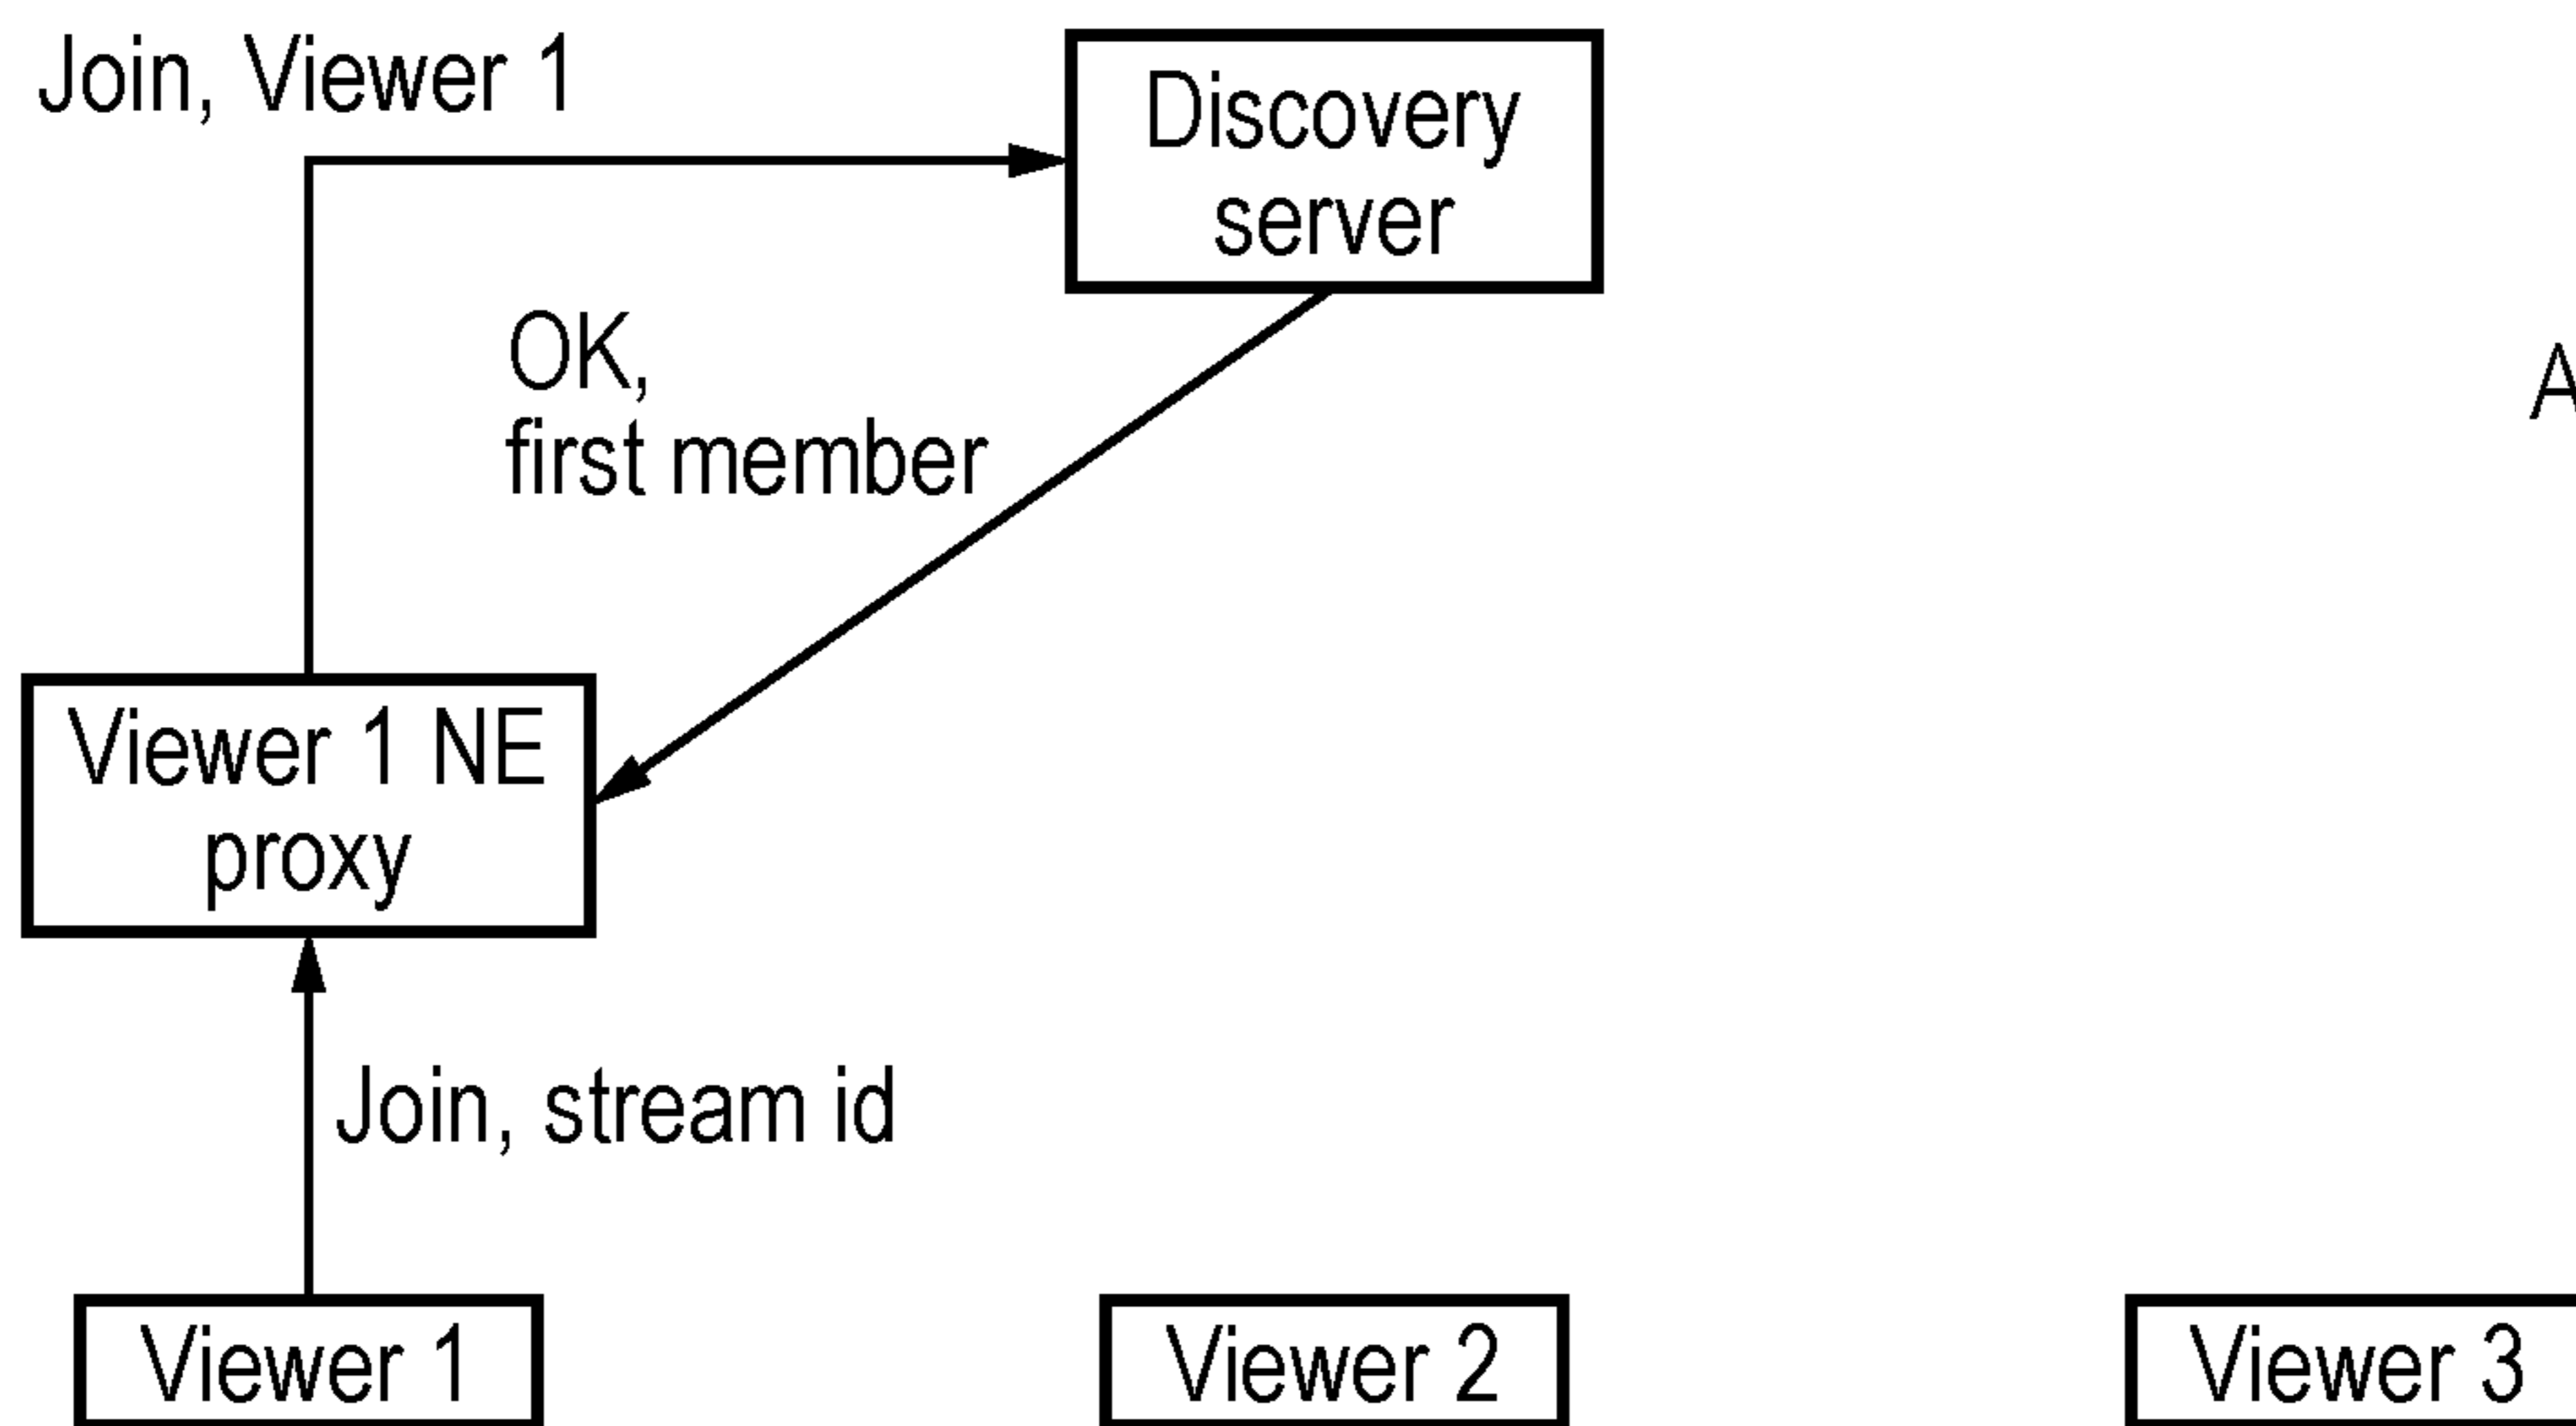 Join, Viewer 1
Discovery
server
OK,
first member
A
Viewer 1 NE
proxy
Join, stream id
Viewer 1
Viewer 2
Viewer 3